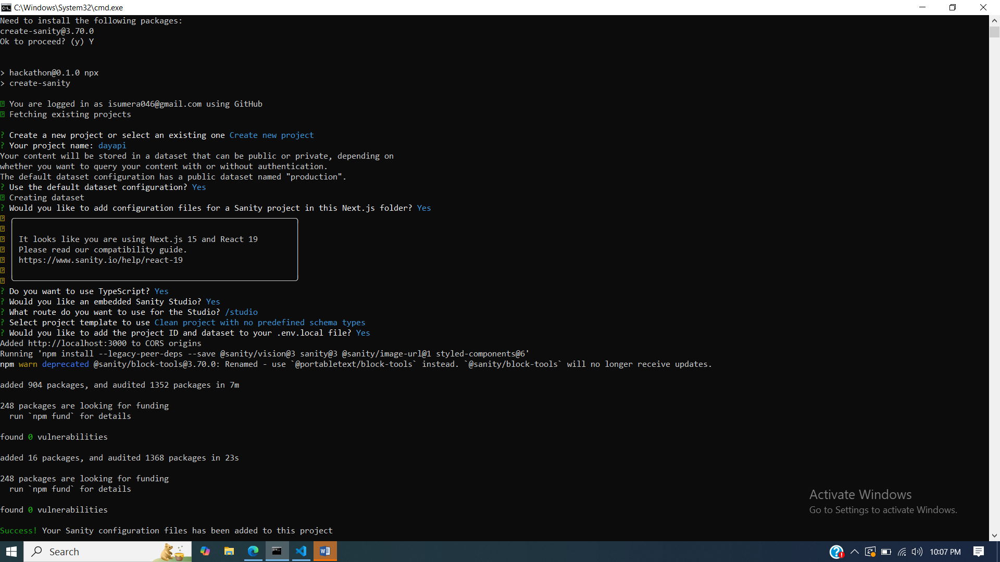 C:\Windows\System32\cmd.exe
Need to install the following packages:
create-sanity@3.70.0
Ok to proceed? (y) Y
> hackathon@0.1.0 npx
> create-sanity
You are logged in as isumera046@gmail.com using GitHub
Fetching existing projects
? Create a new project or select an existing one Create new project
? Your project name: dayapi
Your content will be stored in a dataset that can be public or private, depending on
whether you want to query your content with or without authentication.
The default dataset configuration has a public dataset named "production".
? Use the default dataset configuration? Yes
Creating dataset
? Would you like to add configuration files for a Sanity project in this Next.js folder? Yes
It looks like you are using Next.js 15 and React 19
Please read our compatibility guide.
https://www.sanity.io/help/react-19
? Do you want to use TypeScript? Yes
? Would you like an embedded Sanity Studio? Yes
? What route do you want to use for the Studio? /studio
? Select project template to use Clean project with no predefined schema types
? Would you like to add the project ID and dataset to your .env.local file? Yes
Added http://localhost:3000 to CORS origins
Running 'npm install --legacy-peer-deps --save @sanity/vision@3 sanity@3 @sanity/image-url@1 styled-components@6'
npm warn deprecated @sanity/block-tools@3.70.0: Renamed - use `@portabletext/block-tools` instead. `@sanity/block-tools` will no longer receive updates.
added 904 packages, and audited 1352 packages in 7m
248 packages are looking for funding
run `npm fund` for details
found 0 vulnerabilities
added 16 packages, and audited 1368 packages in 23s
248 packages are looking for funding
run `npm fund` for details
found 0 vulnerabilities
Success! Your Sanity configuration files has been added to this project
Activate Windows
Go to Settings to activate Windows.
Search
10:07 PM